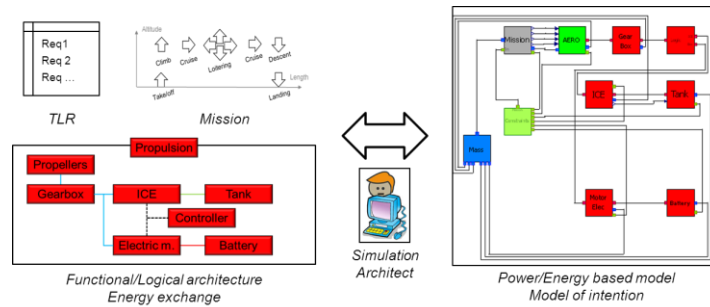 Req1
Req 2
Req ...
TLR
Altitude
Climb
Cruise
Loitering
Cruise
Descent
Length
Takeoff
Landing
Mission
Propulsion
Propellers
Gearbox
ICE
Tank
Controller
Electric m.
Battery
Functional/Logical architecture
Energy exchange
Simulation
Architect
Mission
AERO
Gear
Box
ICE
Tank
Mass
Motor
Elec
Battery
Power/Energy based model
Model of intention